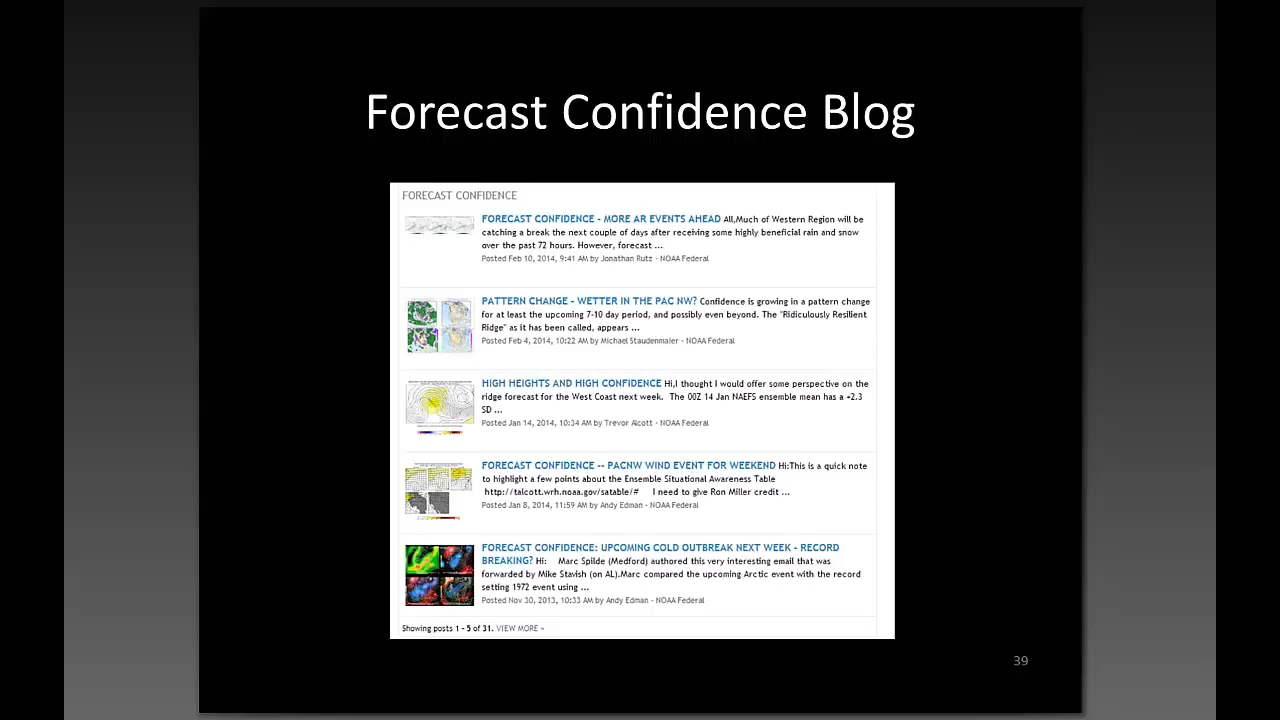 Forecast Confidence Blog
FORECAST CONFIDENCE
FORECAST CONFIDENCE - MORE AR EVENTS AHEAD All,Much of Western Region will be
catching a break the next couple of days after receiving some highly beneficial rain and snow
over the past 72 hours. However, forecast ...
Posted Feb 10, 2014, 9:41 AM by Jonathan Rutz - NOAA Federal
PATTERN CHANGE - WETTER IN THE PAC NW? Confidence is growing in a pattern change
for at least the upcoming 7-10 day period, and possibly even beyond. The "Ridiculously Resilient
Ridge" as it has been called, appears ...
Posted Feb 4, 2014, 10:22 AM by Michael Staudenmaier - NOAA Federal
HIGH HEIGHTS AND HIGH CONFIDENCE Hi,I thought I would offer some perspective on the
ridge forecast for the West Coast next week. The 00Z 14 Jan NAEFS ensemble mean has a +2.3
SD ...
Posted Jan 14, 2014, 10:34 AM by Trevor Alcott - NOAA Federal
FORECAST CONFIDENCE -- PACNW WIND EVENT FOR WEEKEND Hi:This is a quick note
to highlight a few points about the Ensemble Situational Awareness Table
http://talcott.wrh.noaa.gov/satable/# I need to give Ron Miller credit ...
Posted Jan 8, 2014, 11:59 AM by Andy Edman - NOAA Federal
FORECAST CONFIDENCE: UPCOMING COLD OUTBREAK NEXT WEEK - RECORD
BREAKING? Hi: Marc Spilde (Medford) authored this very interesting email that was
forwarded by Mike Stavish (on AL).Marc compared the upcoming Arctic event with the record
setting 1972 event using ...
Posted Nov 30, 2013, 10:33 AM by Andy Edman - NOAA Federal
Showing posts 1 - 5 of 31. VIEW MORE »
39